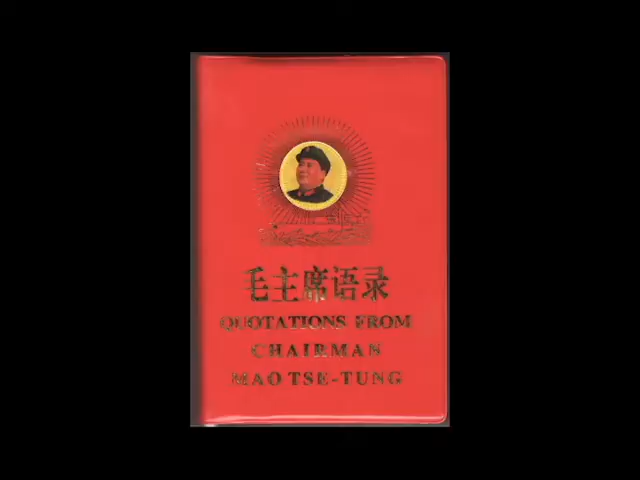 毛主席语录
QUOTATIONS FROM
CHAIRMAN
MAO TSE-TUNG